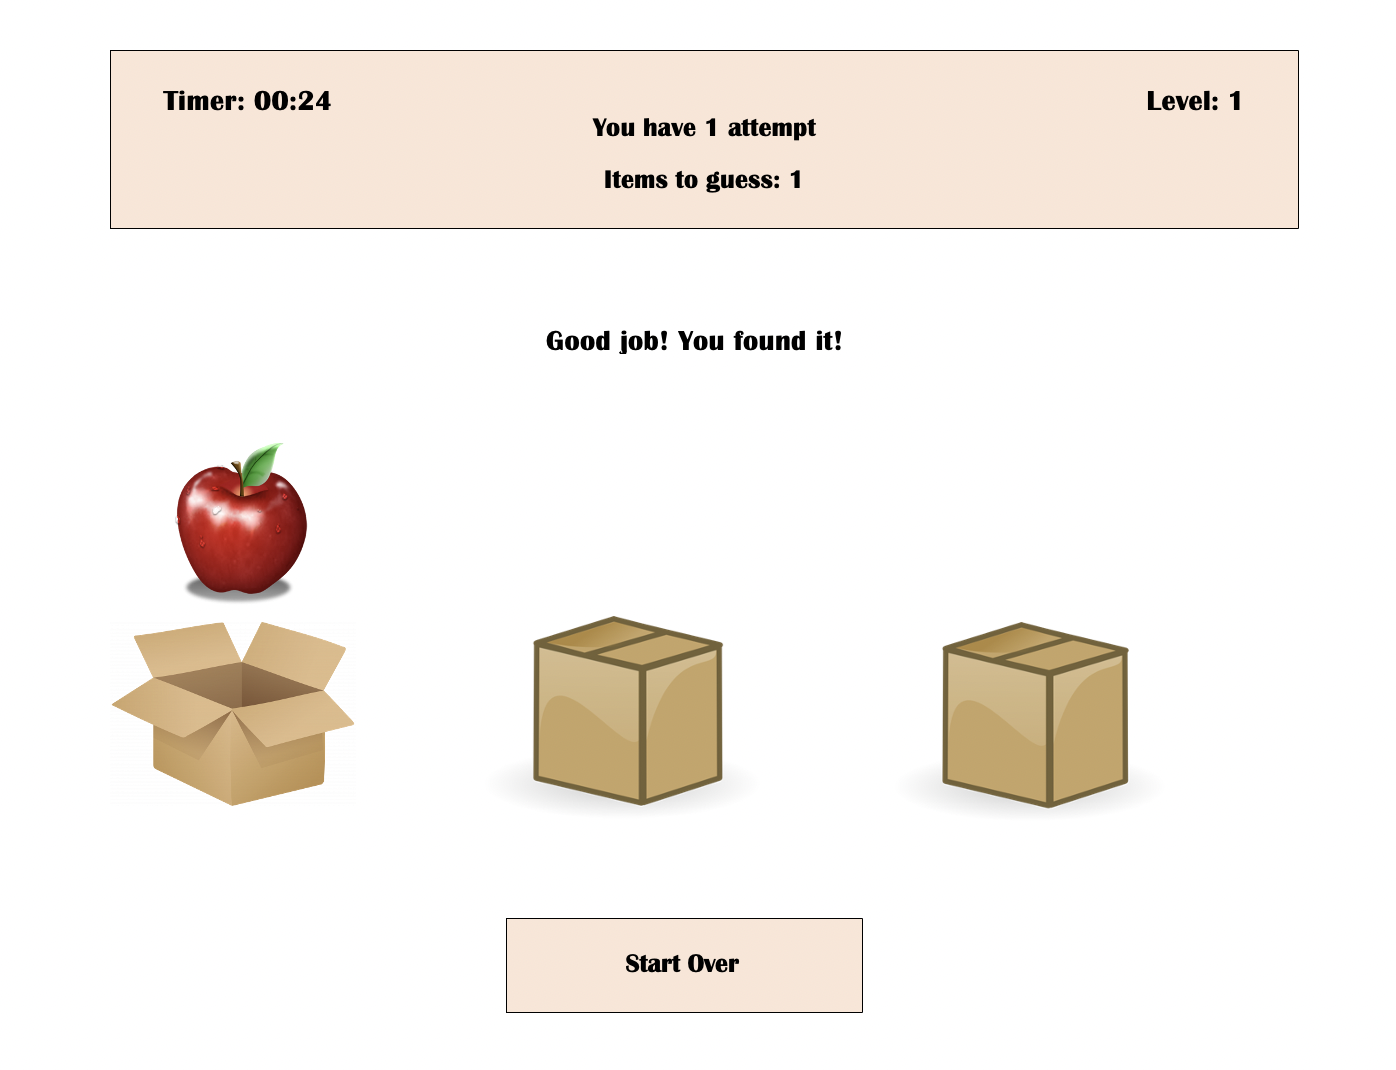 Timer: 00:24
Level: 1
You have 1 attempt
Items to guess: 1
Good job! You found it!
Start Over